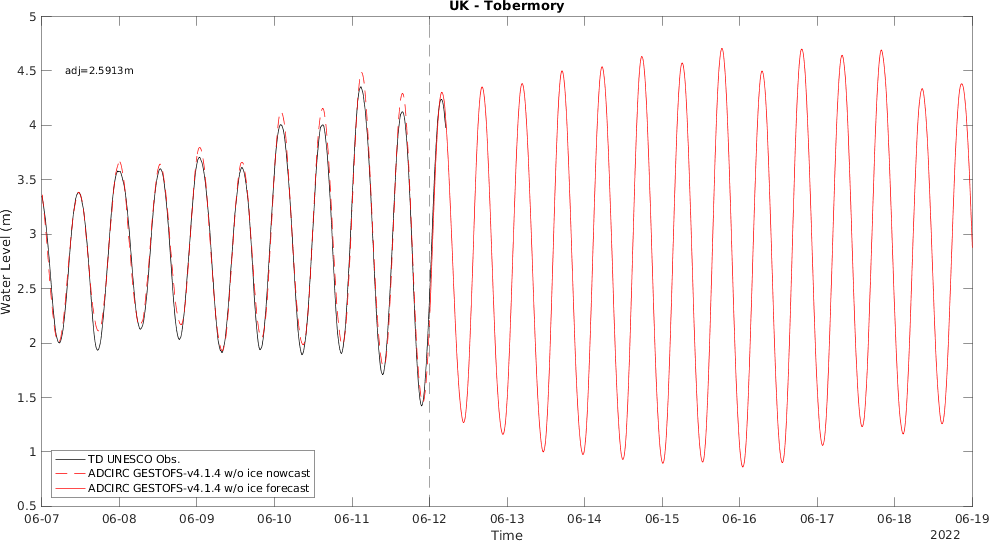 UK - Tobermory
adj=2.5913m
5
4.5
4
3.5
3
2.5
2
1.5
1
0.5
Water Level (m)
TD UNESCO Obs.
ADCIRC GESTOFS-v4.1.4 w/o ice nowcast
ADCIRC GESTOFS-v4.1.4 w/o ice forecast
06-07 06-08 06-09 06-10 06-11 06-12 06-13 06-14 06-15 06-16 06-17 06-18 06-19
Time
2022